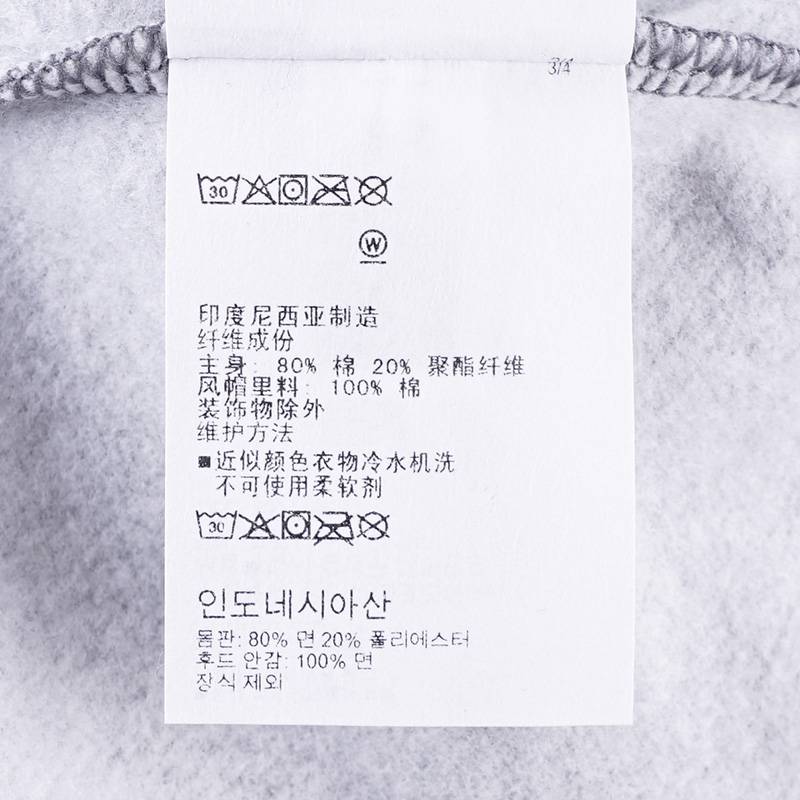 3/4
30
W
印度尼西亚制造
纤维成份
主身: 80% 棉 20% 聚酯纤维
风帽里料: 100% 棉
装饰物除外
维护方法
■近似颜色衣物冷水机洗
不可使用柔软剂
30
인도네시아산
몸판: 80% 면 20% 폴리에스터
후드 안감: 100% 면
장식 제외